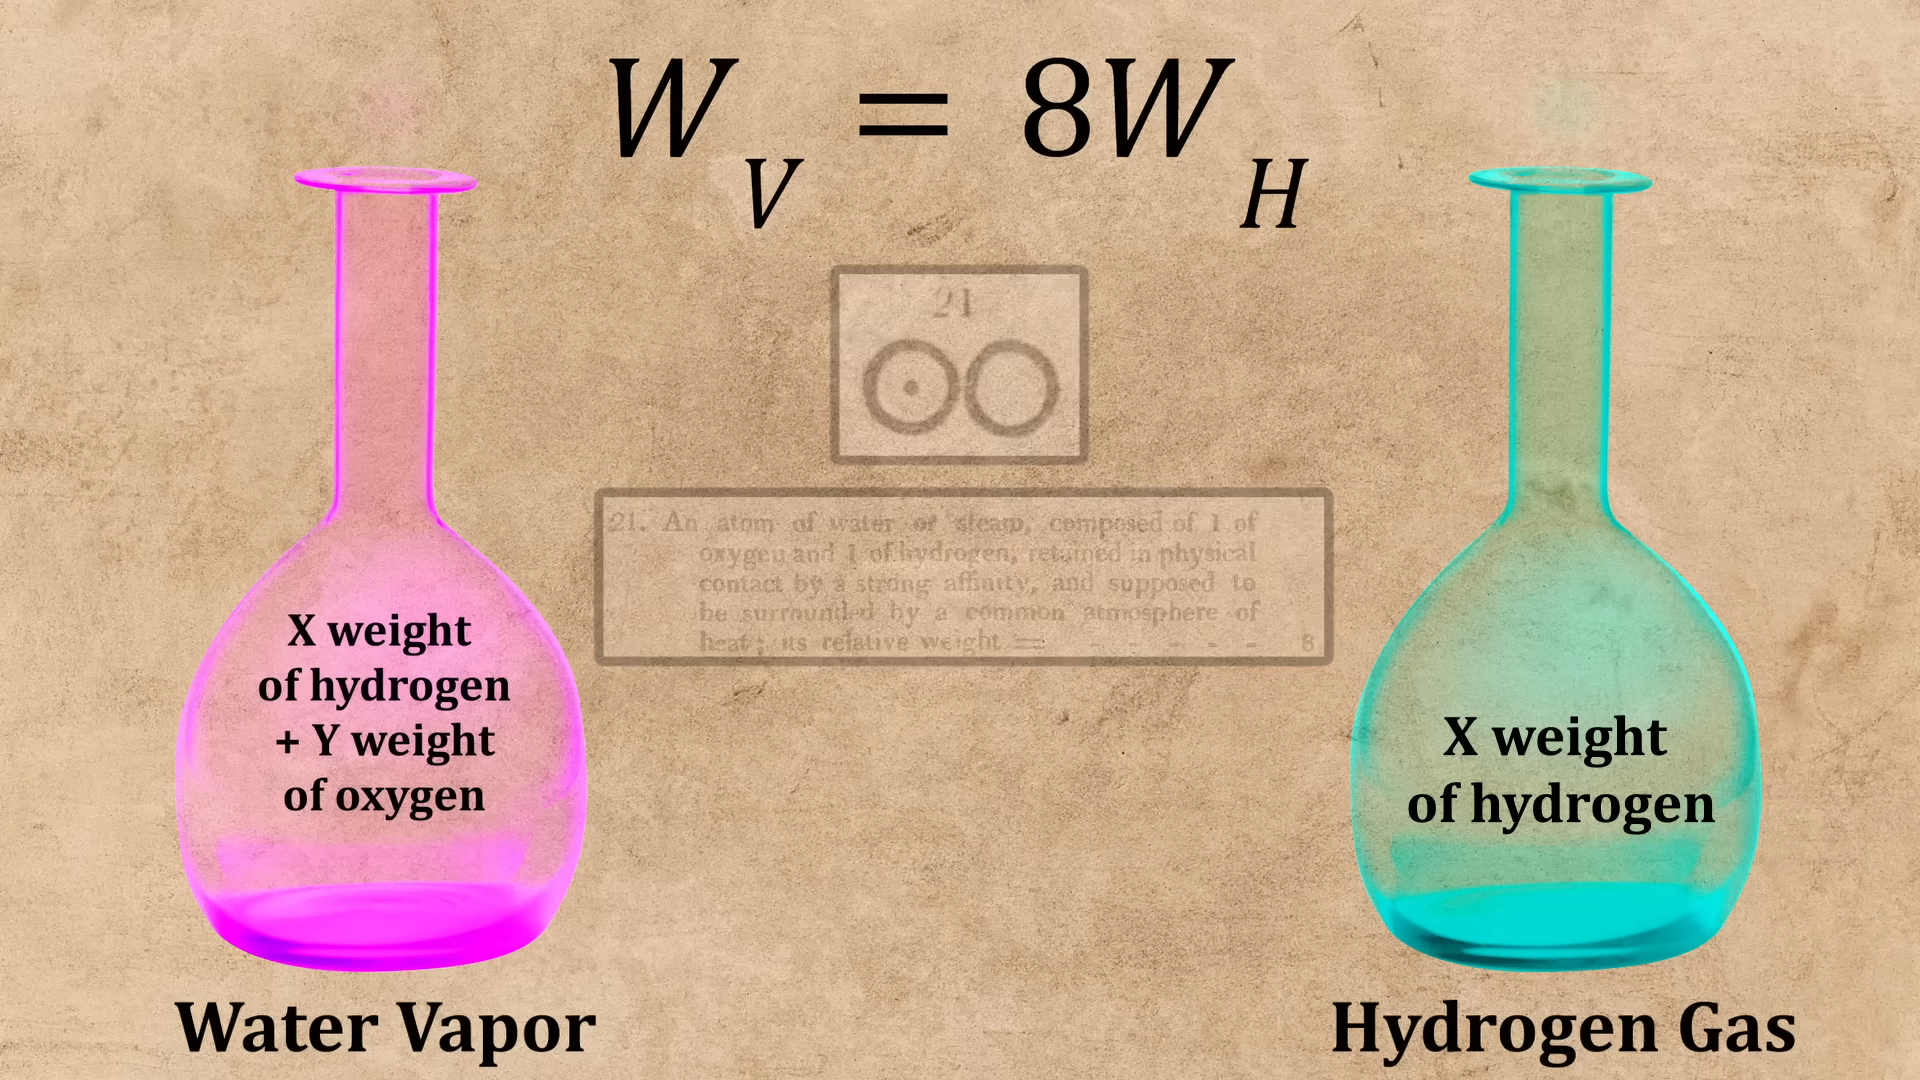 W_V = 8W_H
21
21. An atom of water or steam, composed of 1 of
oxygen and 1 of hydrogen, retained in physical
contact by a strong affinity, and supposed to
be surrounded by a common atmosphere of
heat; its relative weight = - - - 8
X weight
of hydrogen
+ Y weight
of oxygen
X weight
of hydrogen
Water Vapor
Hydrogen Gas